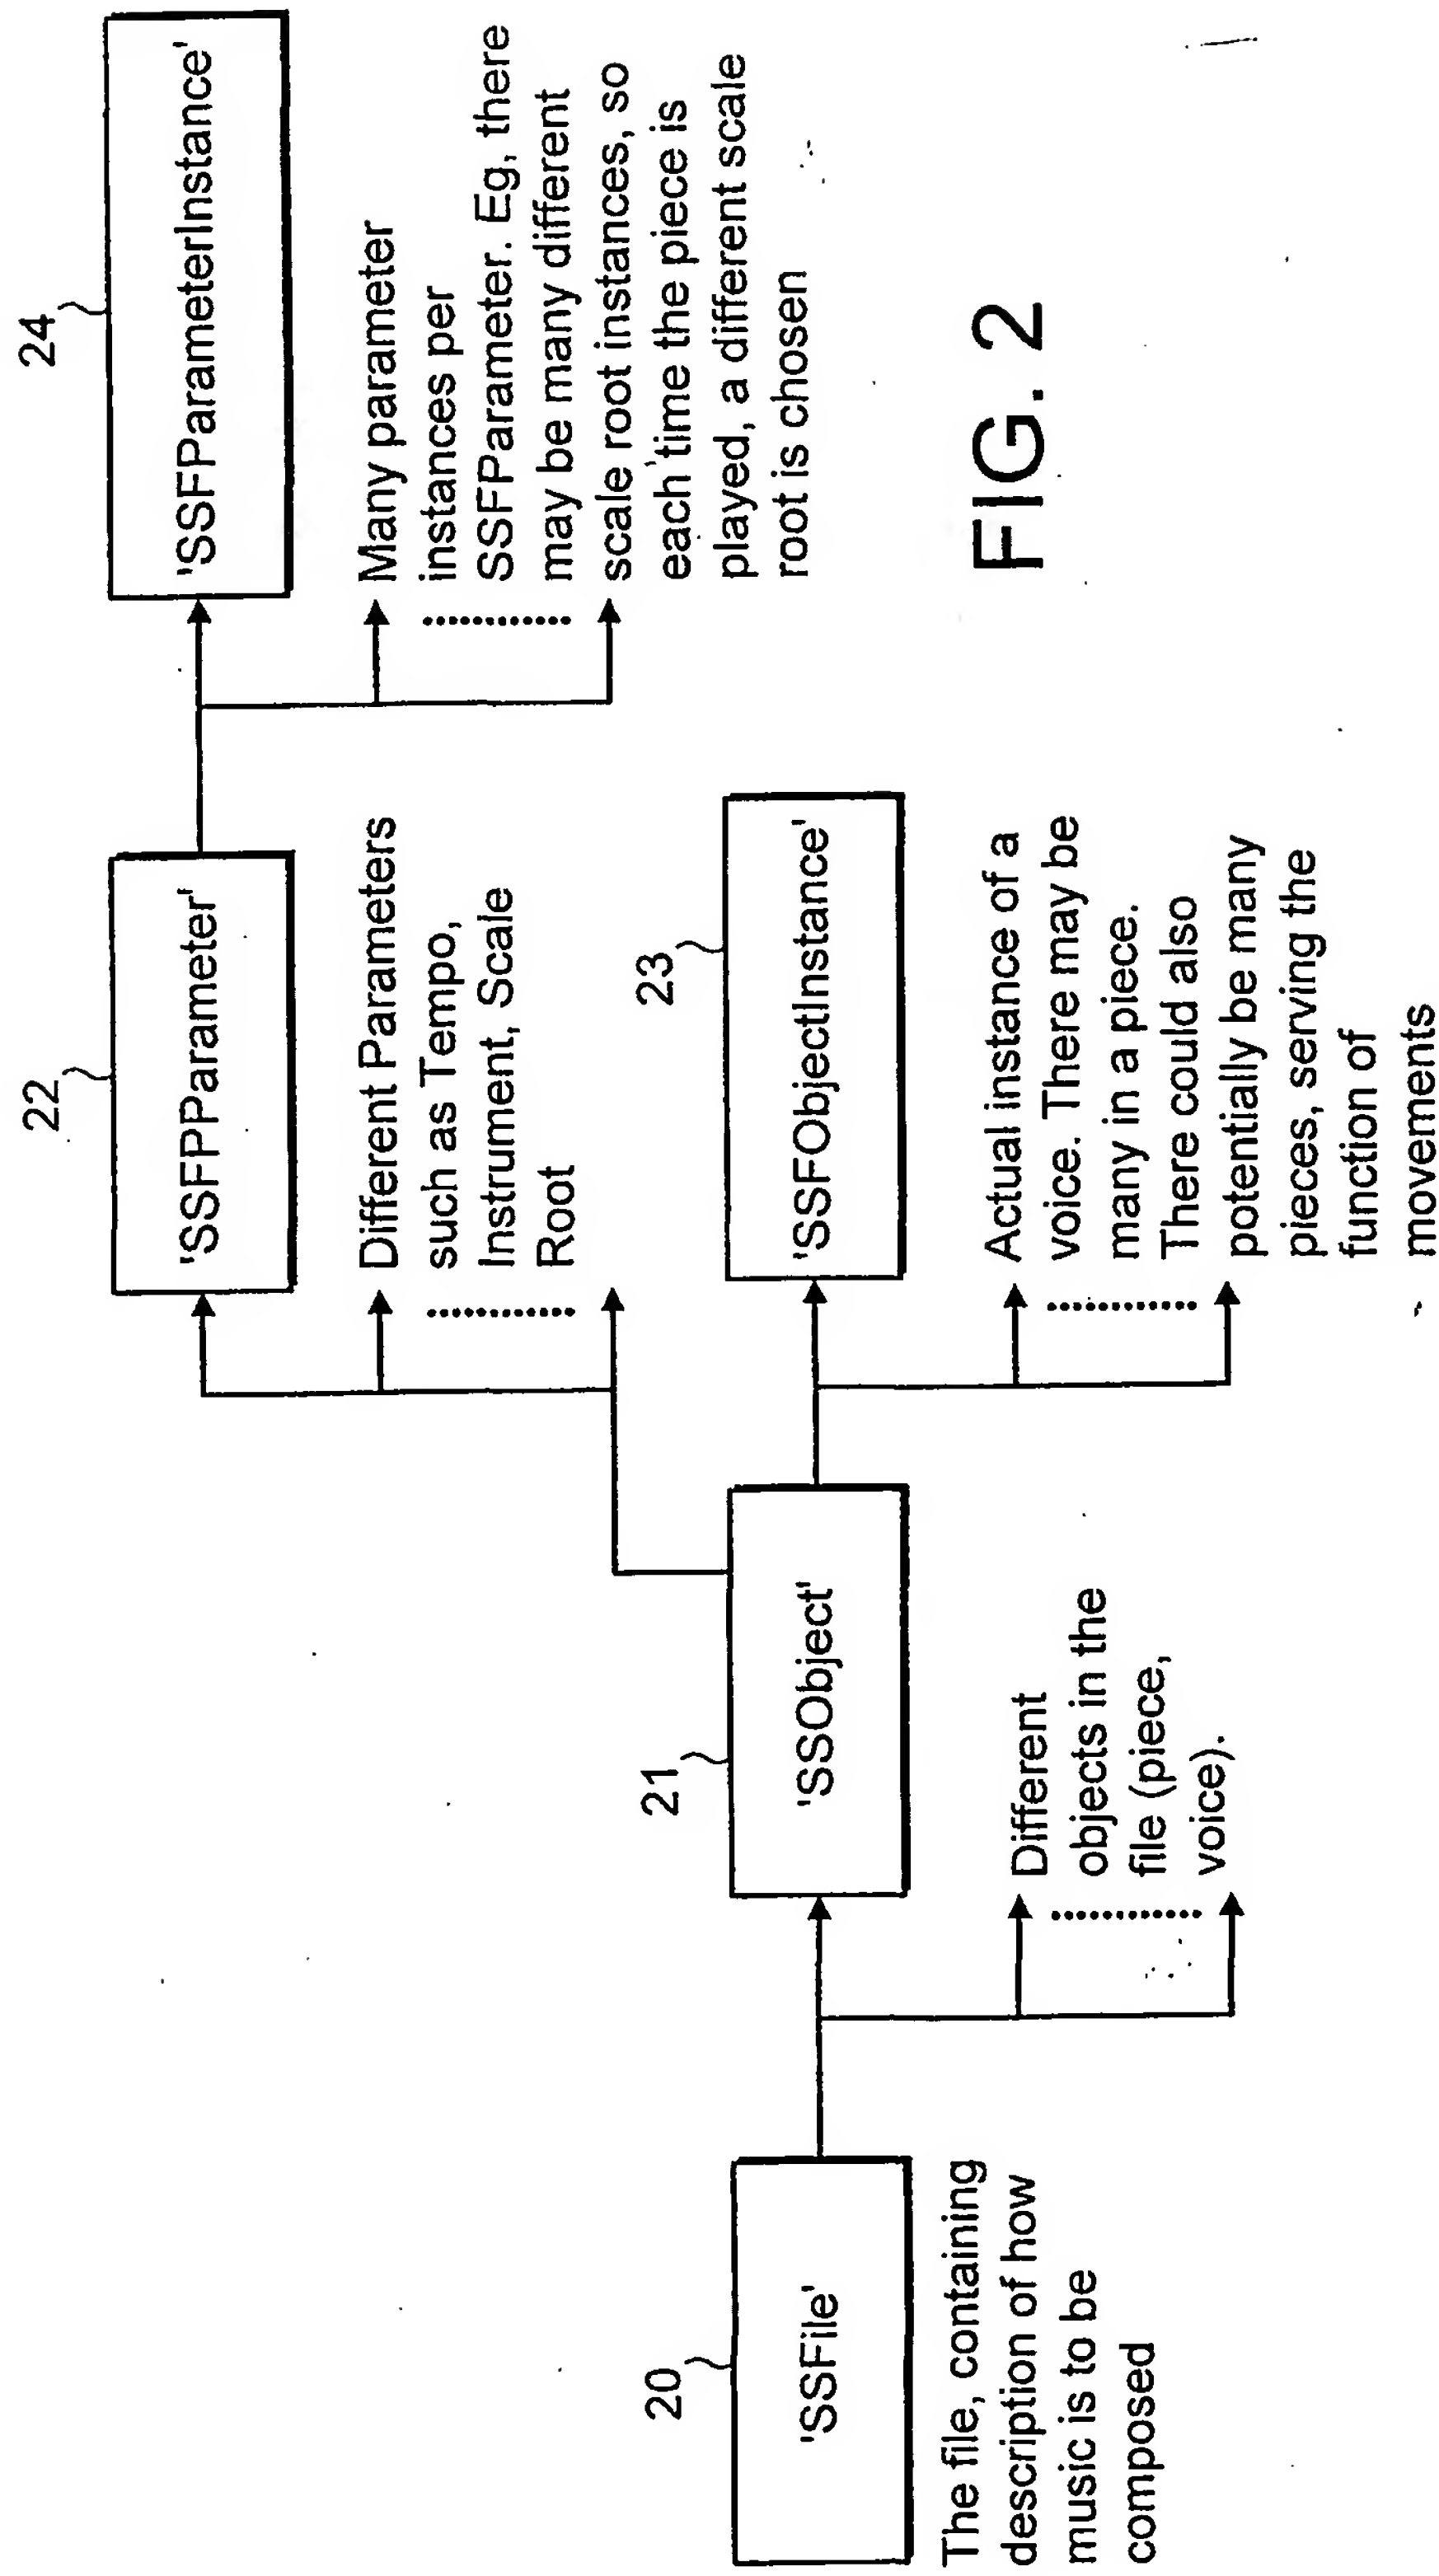 22
'SSFPParameter'
Different Parameters
such as Tempo,
Instrument, Scale
Root
24
'SSFParameterInstance'
Many parameter
instances per
SSFParameter. Eg, there
may be many different
scale root instances, so
each time the piece is
played, a different scale
root is chosen
20
'SSFile'
The file, containing
description of how
music is to be
composed
21
'SSObject'
Different
objects in the
file (piece,
voice).
23
'SSFObjectInstance'
Actual instance of a
voice. There may be
many in a piece.
There could also
potentially be many
pieces, serving the
function of
movements
FIG. 2